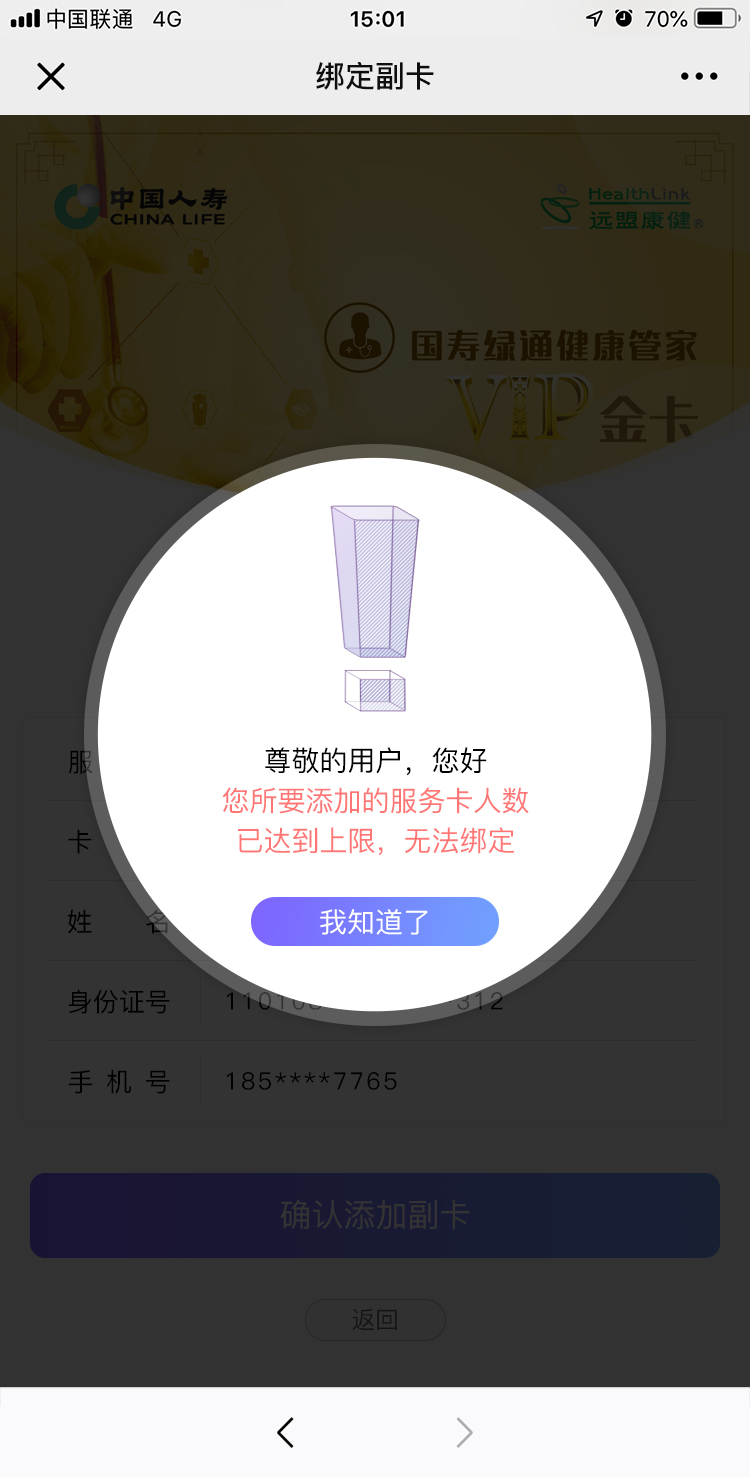 中国联通 4G 15:01 70%
绑定副卡
中国人寿
CHINA LIFE
HealthLink
远盟康健®
国寿绿通健康管家
VIP金卡
尊敬的用户，您好
您所要添加的服务卡人数
已达到上限，无法绑定
我知道了
服
卡
姓 名
身份证号 110108 312
手机号 185****7765
确认添加副卡
返回